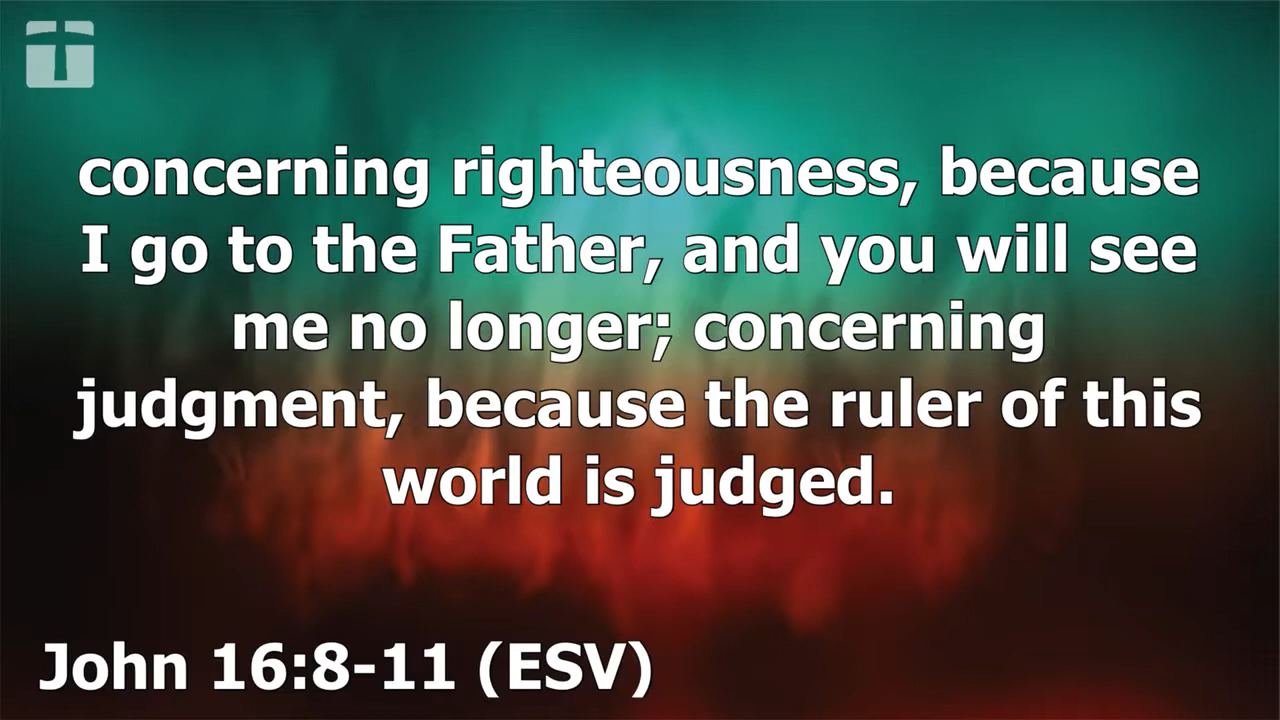 concerning righteousness, because
I go to the Father, and you will see
me no longer; concerning
judgment, because the ruler of this
world is judged.
John 16:8-11 (ESV)